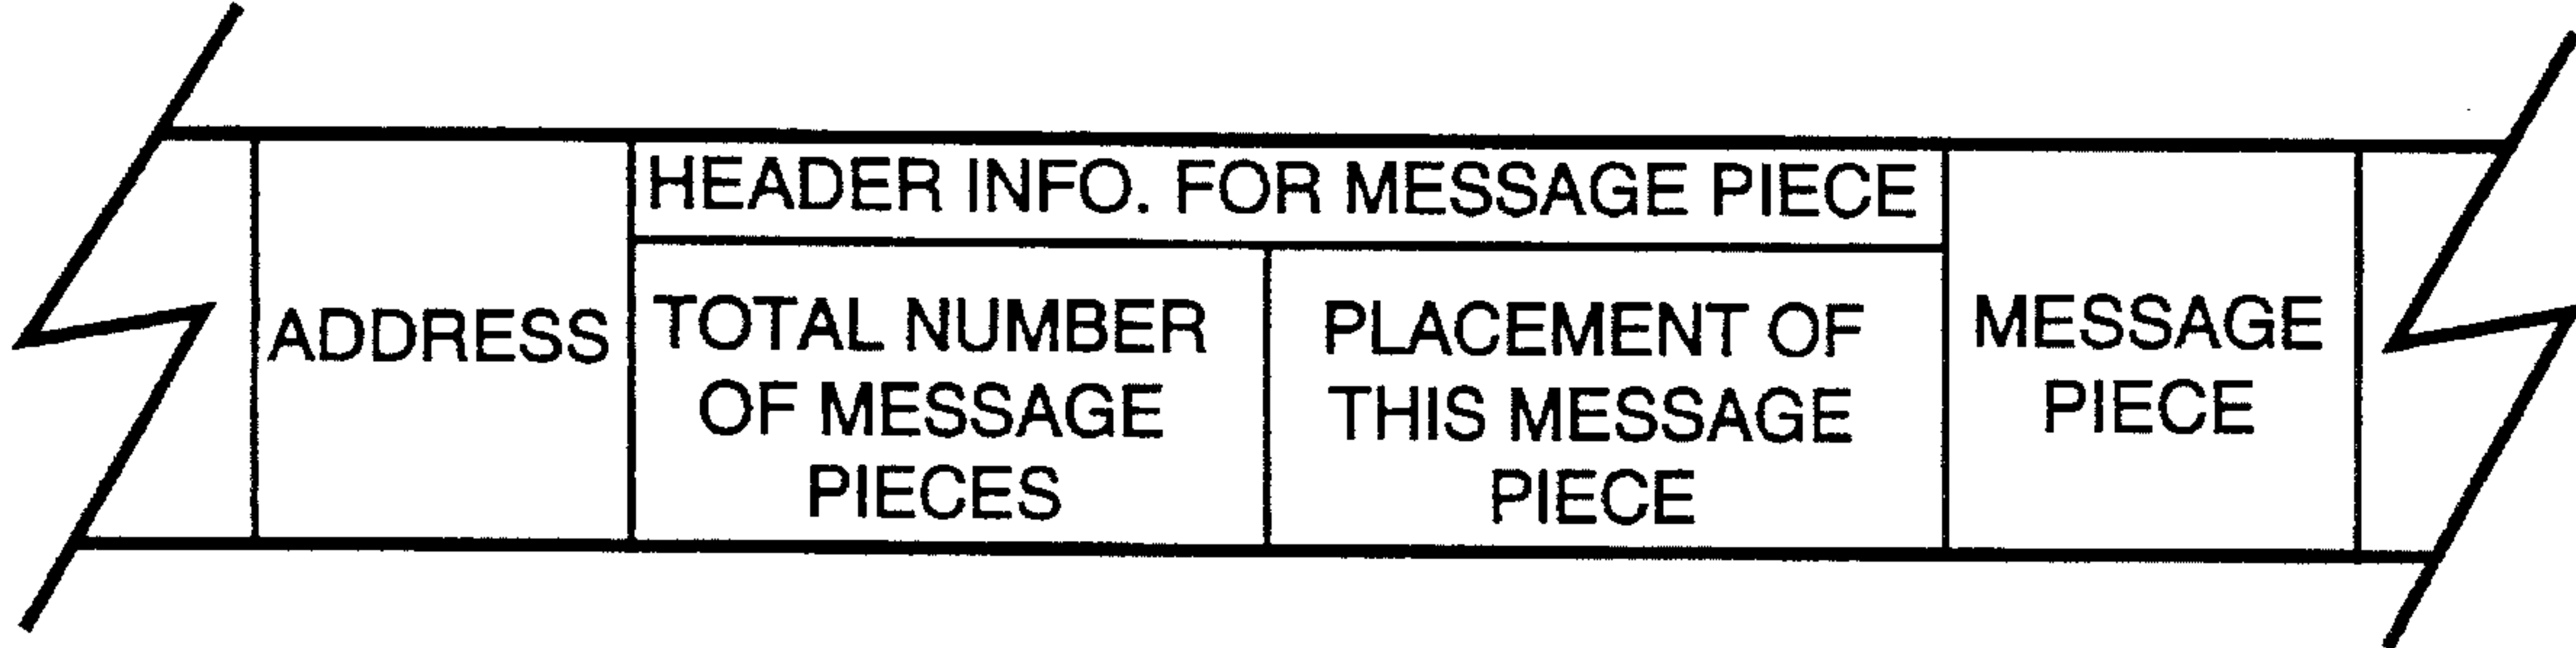 HEADER INFO. FOR MESSAGE PIECE
ADDRESS
TOTAL NUMBER
OF MESSAGE
PIECES
PLACEMENT OF
THIS MESSAGE
PIECE
MESSAGE
PIECE